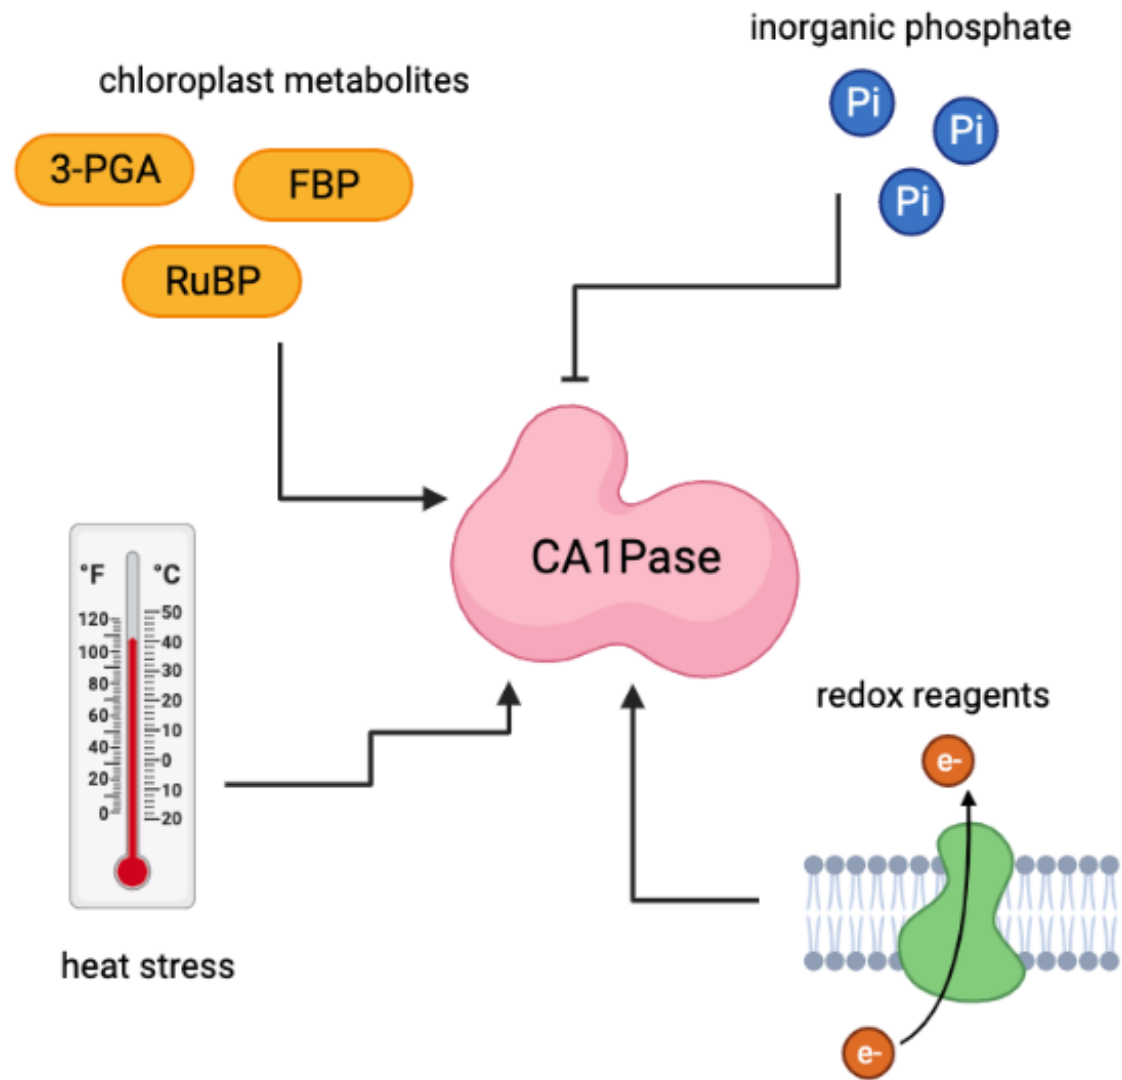 inorganic phosphate
chloroplast metabolites
Pi
Pi
Pi
3-PGA
FBP
RuBP
CA1Pase
°F °C
120 50
100 40
80 30
60 20
40 10
20 0
0 10
20
heat stress
redox reagents
e-
e-